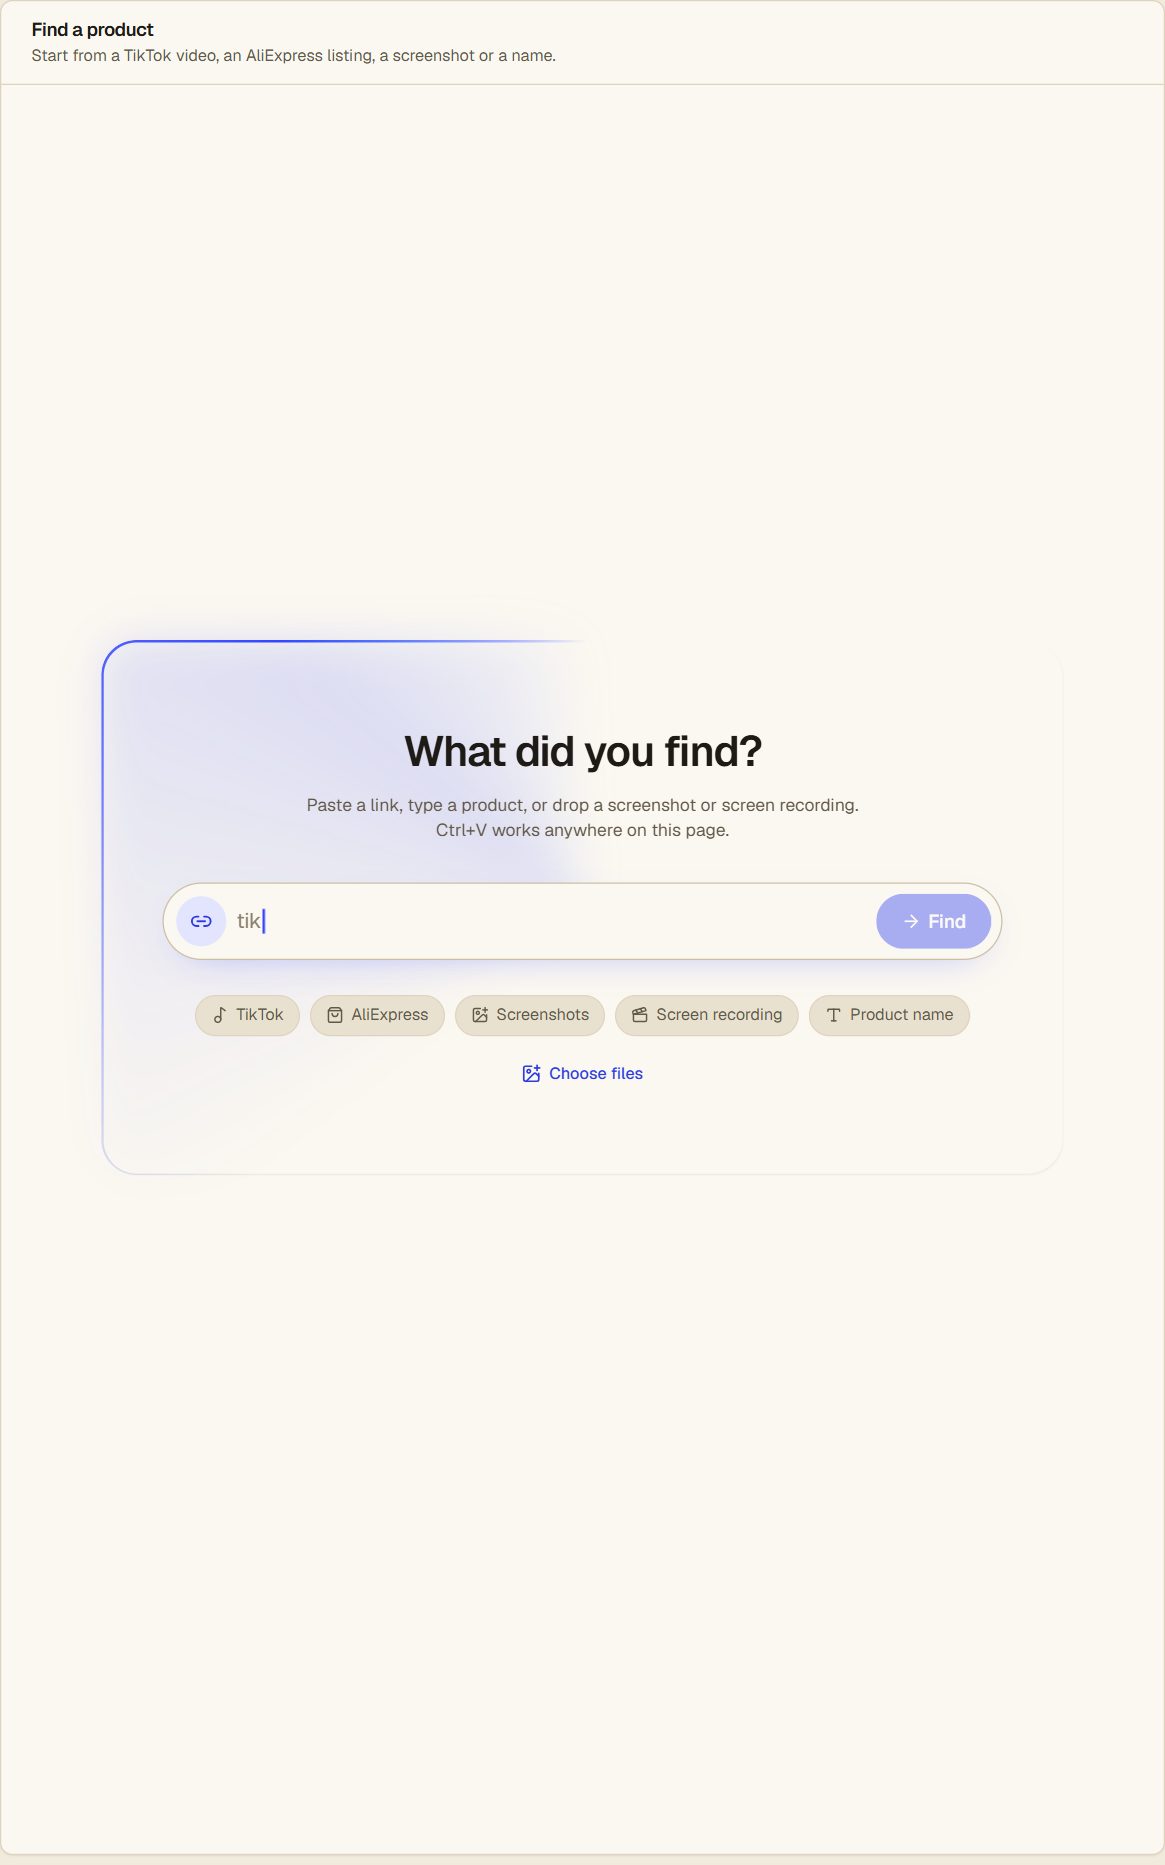 Find a product
Start from a TikTok video, an AliExpress listing, a screenshot or a name.
What did you find?
Paste a link, type a product, or drop a screenshot or screen recording.
Ctrl+V works anywhere on this page.
tik
Find
TikTok
AliExpress
Screenshots
Screen recording
Product name
Choose files